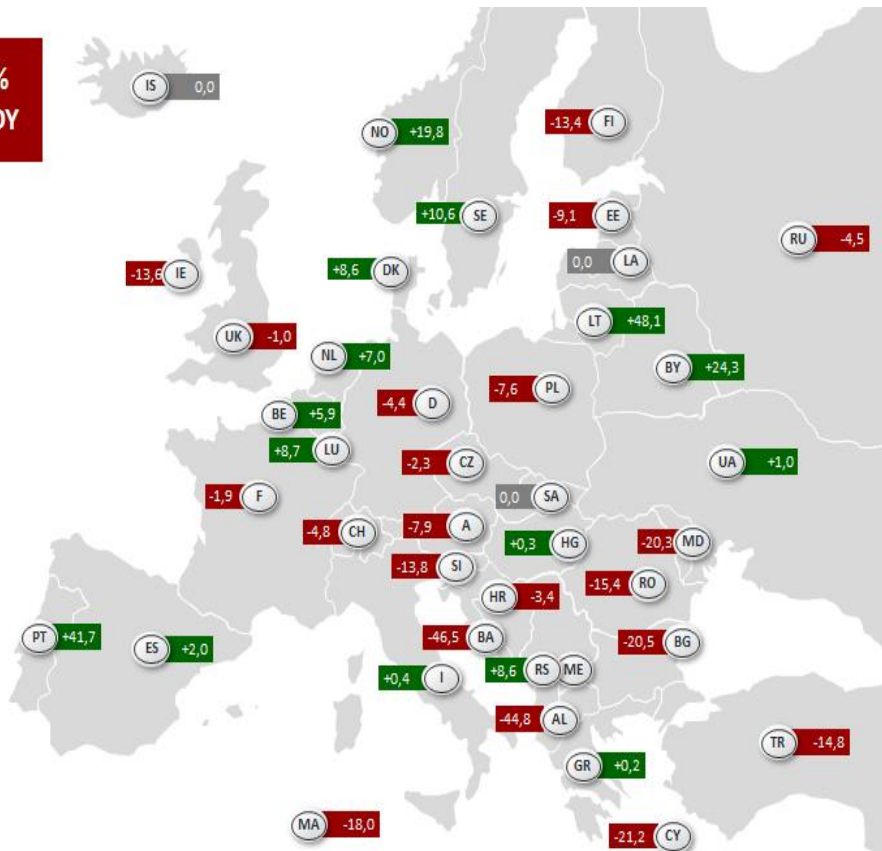 %
IS 0,0
NO +19,8
-13,4 FI
+10,6 SE
-9,1 EE
RU -4,5
0,0 LA
-13,6 IE
+8,6 DK
LT +48,1
UK -1,0
NL +7,0
BY +24,3
-4,4 D
-7,6 PL
BE +5,9
+8,7 LU
-2,3 CZ
UA +1,0
-1,9 F
0,0 SA
-4,8 CH
-7,9 A
+0,3 HG
-20,3 MD
-13,8 SI
-15,4 RO
HR -3,4
PT +41,7
ES +2,0
-46,5 BA
-20,5 BG
+0,4 I
+8,6 RS ME
-44,8 AL
TR -14,8
GR +0,2
MA -18,0
-21,2 CY